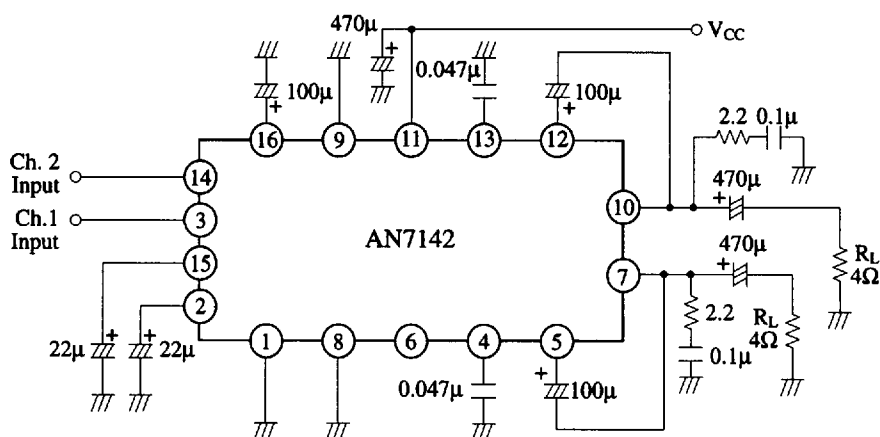 470μ
+
V_CC
0.047μ
100μ
+
100μ
+
2.2
0.1μ
16
9
11
13
12
Ch. 2
Input
14
470μ
+
Ch.1
Input
3
10
AN7142
470μ
+
R_L
4Ω
15
7
2
2.2
R_L
4Ω
22μ
+
22μ
+
1
8
6
4
5
0.1μ
0.047μ
+
100μ